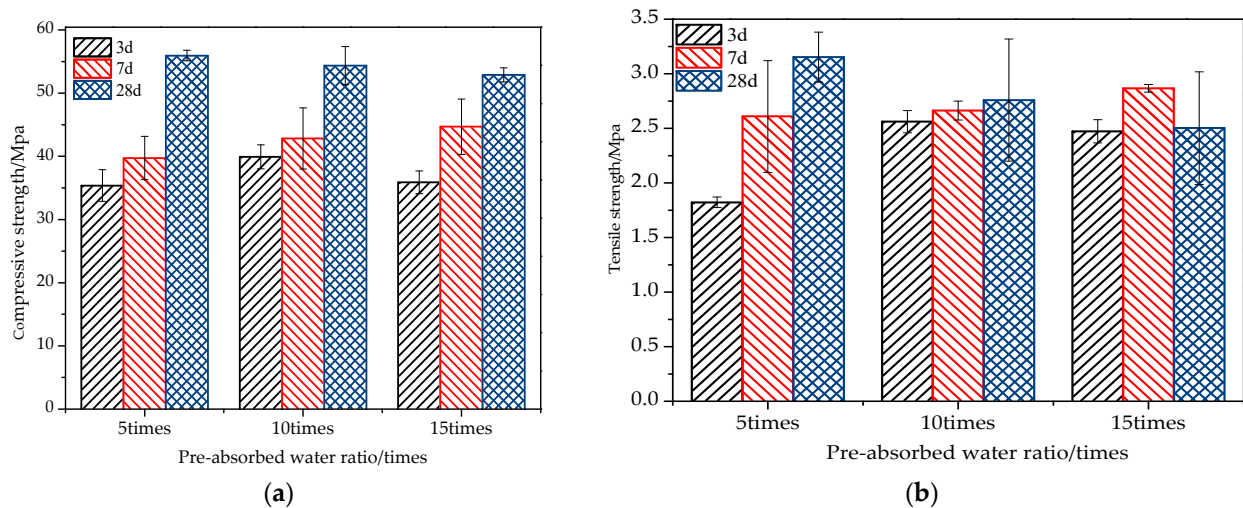 60
50
40
30
20
10
0
Compressive strength/Mpa
3d
7d
28d
5times
10times
15times
Pre-absorbed water ratio/times
(a)
3.5
3.0
2.5
2.0
1.5
1.0
0.5
0.0
Tensile strength/Mpa
3d
7d
28d
5times
10times
15times
Pre-absorbed water ratio/times
(b)